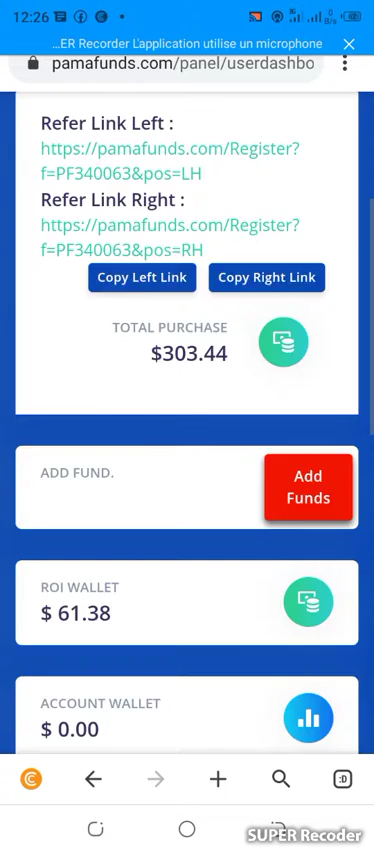 12:26
0
B/s
...ER Recorder L'application utilise un microphone
pamafunds.com/panel/userdashbo
Refer Link Left :
https://pamafunds.com/Register?
f=PF340063&pos=LH
Refer Link Right :
https://pamafunds.com/Register?
f=PF340063&pos=RH
Copy Left Link Copy Right Link
TOTAL PURCHASE
$303.44
ADD FUND.
Add
Funds
ROI WALLET
$ 61.38
ACCOUNT WALLET
$ 0.00
:D
SUPER Recorder